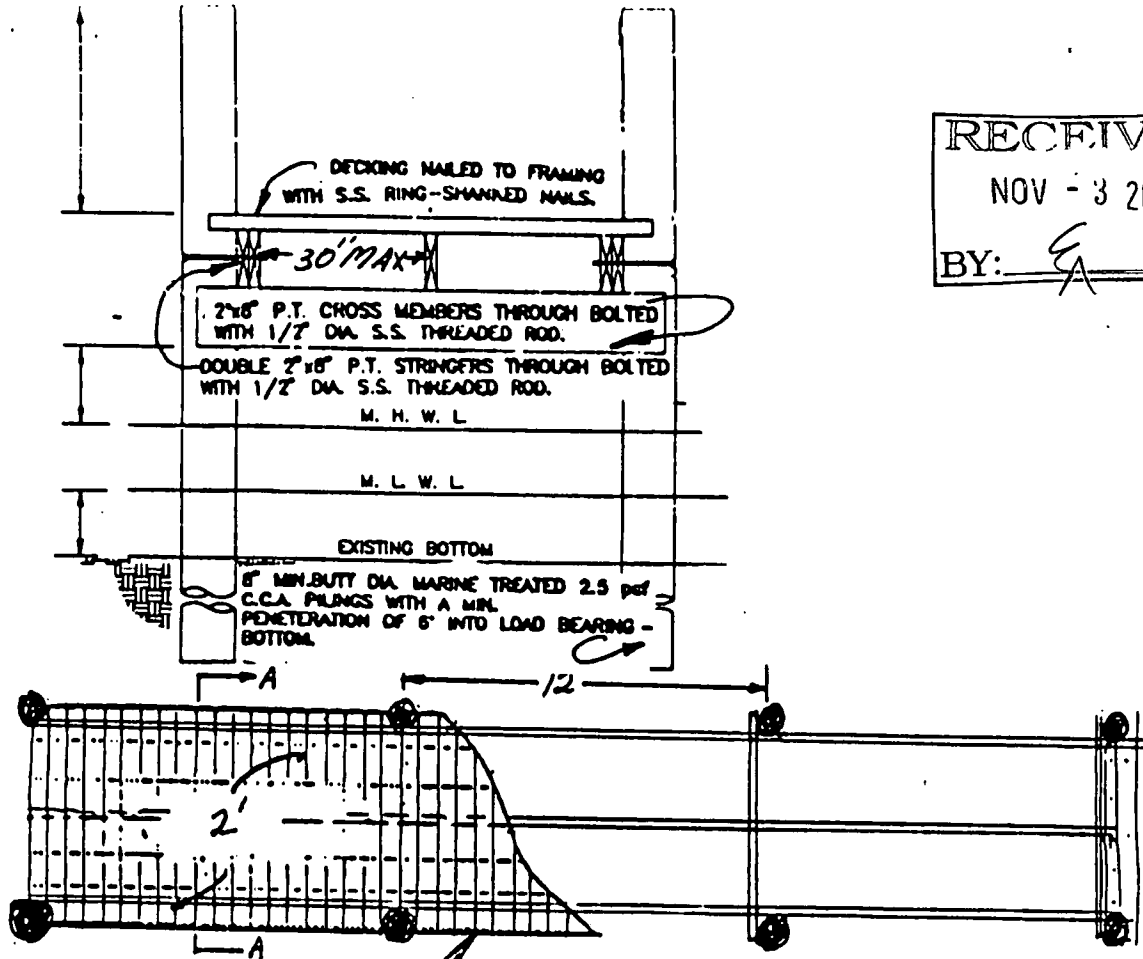 DECKING NAILED TO FRAMING
WITH S.S. RING-SHANKED NAILS.
RECEIV
NOV - 3 2
BY:
30" MAX
2"x8" P.T. CROSS MEMBERS THROUGH BOLTED
WITH 1/2" DIA. S.S. THREADED ROD.
DOUBLE 2"x8" P.T. STRINGERS THROUGH BOLTED
WITH 1/2" DIA. S.S. THREADED ROD.
M. H. W. L
M. L. W. L
EXISTING BOTTOM
8" MIN.BUTT DIA. MARINE TREATED 2.5 pcf
C.C.A. PILINGS WITH A MIN.
PENETERATION OF 6' INTO LOAD BEARING -
BOTTOM.
A
12
2'
A